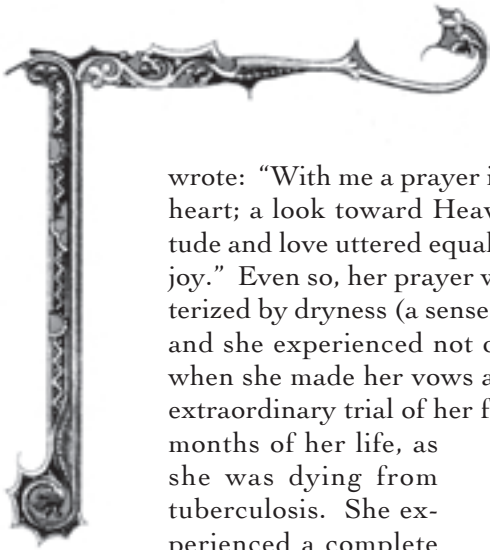 wrote: “With me a prayer i
heart; a look toward Heav
tude and love uttered equal
joy.” Even so, her prayer w
terized by dryness (a sense
and she experienced not o
when she made her vows a
extraordinary trial of her f
months of her life, as
she was dying from
tuberculosis. She ex-
perienced a complete